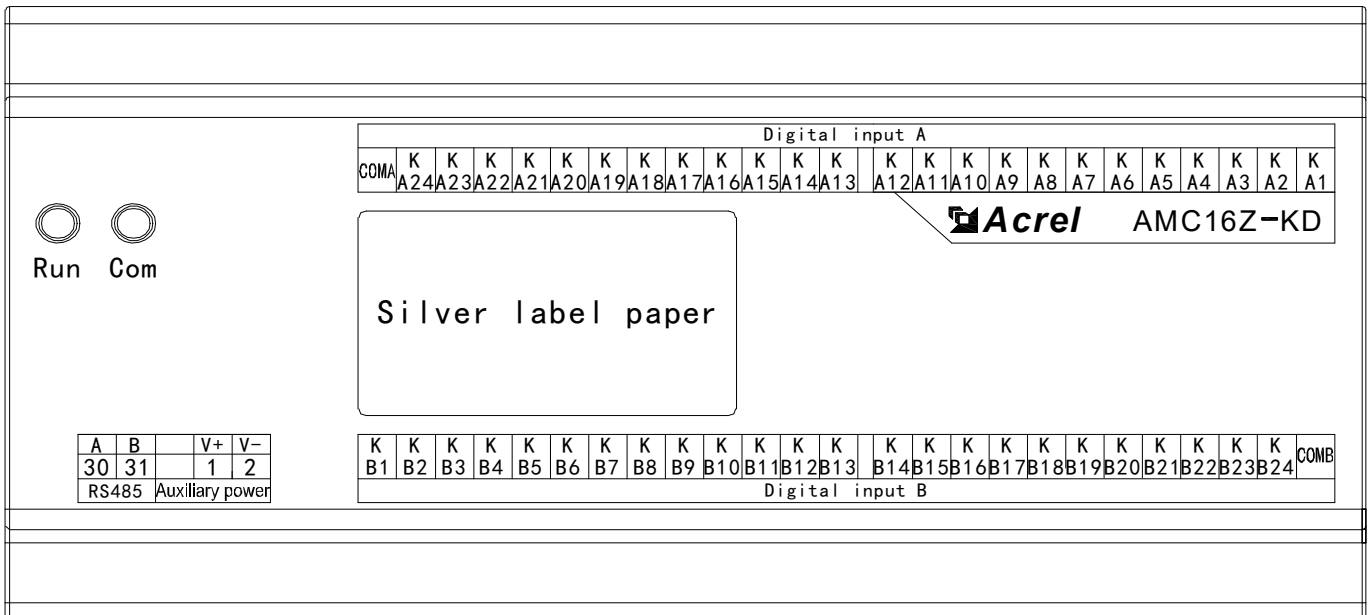 Digital input A
COMA K K K K K K K K K K K K K K K K K K K K K K K K
A24 A23 A22 A21 A20 A19 A18 A17 A16 A15 A14 A13 A12 A11 A10 A9 A8 A7 A6 A5 A4 A3 A2 A1
Acrel AMC16Z-KD
Run Com
Silver label paper
A B V+ V-
30 31 1 2
RS485 Auxiliary power
K K K K K K K K K K K K K K K K K K K K K K K K COMB
B1 B2 B3 B4 B5 B6 B7 B8 B9 B10 B11 B12 B13 B14 B15 B16 B17 B18 B19 B20 B21 B22 B23 B24
Digital input B